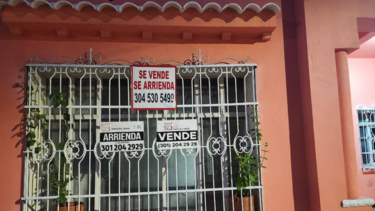 SE VENDE
SE ARRIENDA
304 530 5499
ARRIENDA
301 204 2929
VENDE
(301) 204 29 29